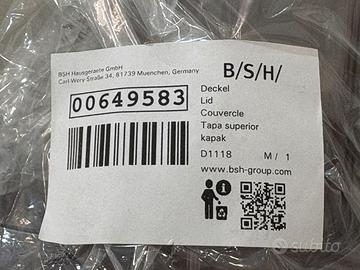 BSH Hausgeraete GmbH
Carl-Wery-Straße 34, 81739 Muenchen, Germany
B/S/H/
00649583
Deckel
Lid
Couvercle
Tapa superior
kapak
D1118 M/ 1
www.bsh-group.com
subito